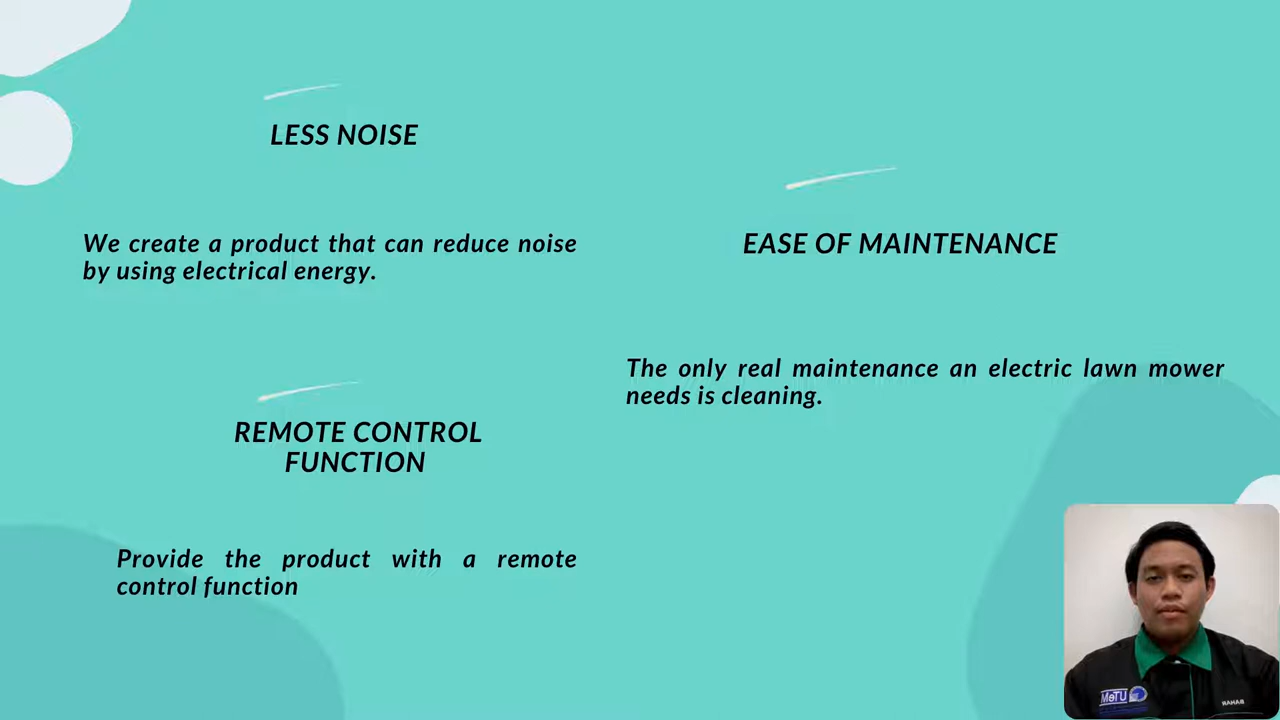 LESS NOISE
We create a product that can reduce noise
by using electrical energy.
REMOTE CONTROL
FUNCTION
Provide the product with a remote
control function
EASE OF MAINTENANCE
The only real maintenance an electric lawn mower
needs is cleaning.
MeTU